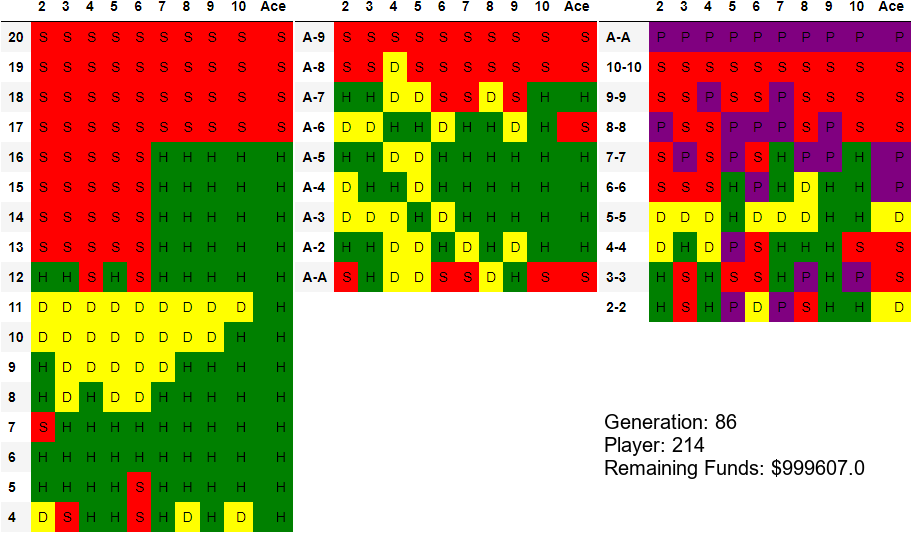 2 3 4 5 6 7 8 9 10 Ace
20 S S S S S S S S S S
19 S S S S S S S S S S
18 S S S S S S S S S S
17 S S S S S S S S S S
16 S S S S S H H H H H
15 S S S S S H H H H H
14 S S S S S H H H H H
13 S S S S S H H H H H
12 H H S H S H H H H H
11 D D D D D D D D D H
10 D D D D D D D D H H
9 H D D D D D H H H H
8 H D H D D H H H H H
7 S H H H H H H H H H
6 H H H H H H H H H H
5 H H H H S H H H H H
4 D S H H S H D H D H
2 3 4 5 6 7 8 9 10 Ace
A-9 S S S S S S S S S S
A-8 S S D S S S S S S S
A-7 H H D D S S D S H H
A-6 D D H H D H H D H S
A-5 H H D D H H H H H H
A-4 D H H D H H H H H H
A-3 D D D H D H H H H H
A-2 H H D D H D H D H H
A-A S H D D S S D H S S
2 3 4 5 6 7 8 9 10 Ace
A-A P P P P P P P P P P
10-10 S S S S S S S S S S
9-9 S S P S S P S S S S
8-8 P S S P P P S P S S
7-7 S P S P S H P P H P
6-6 S S S H P H D H H P
5-5 D D D H D D D H H D
4-4 D H D P S H H H S S
3-3 H S H S S H P H P S
2-2 H S H P D P S H H D
Generation: 86
Player: 214
Remaining Funds: $999607.0